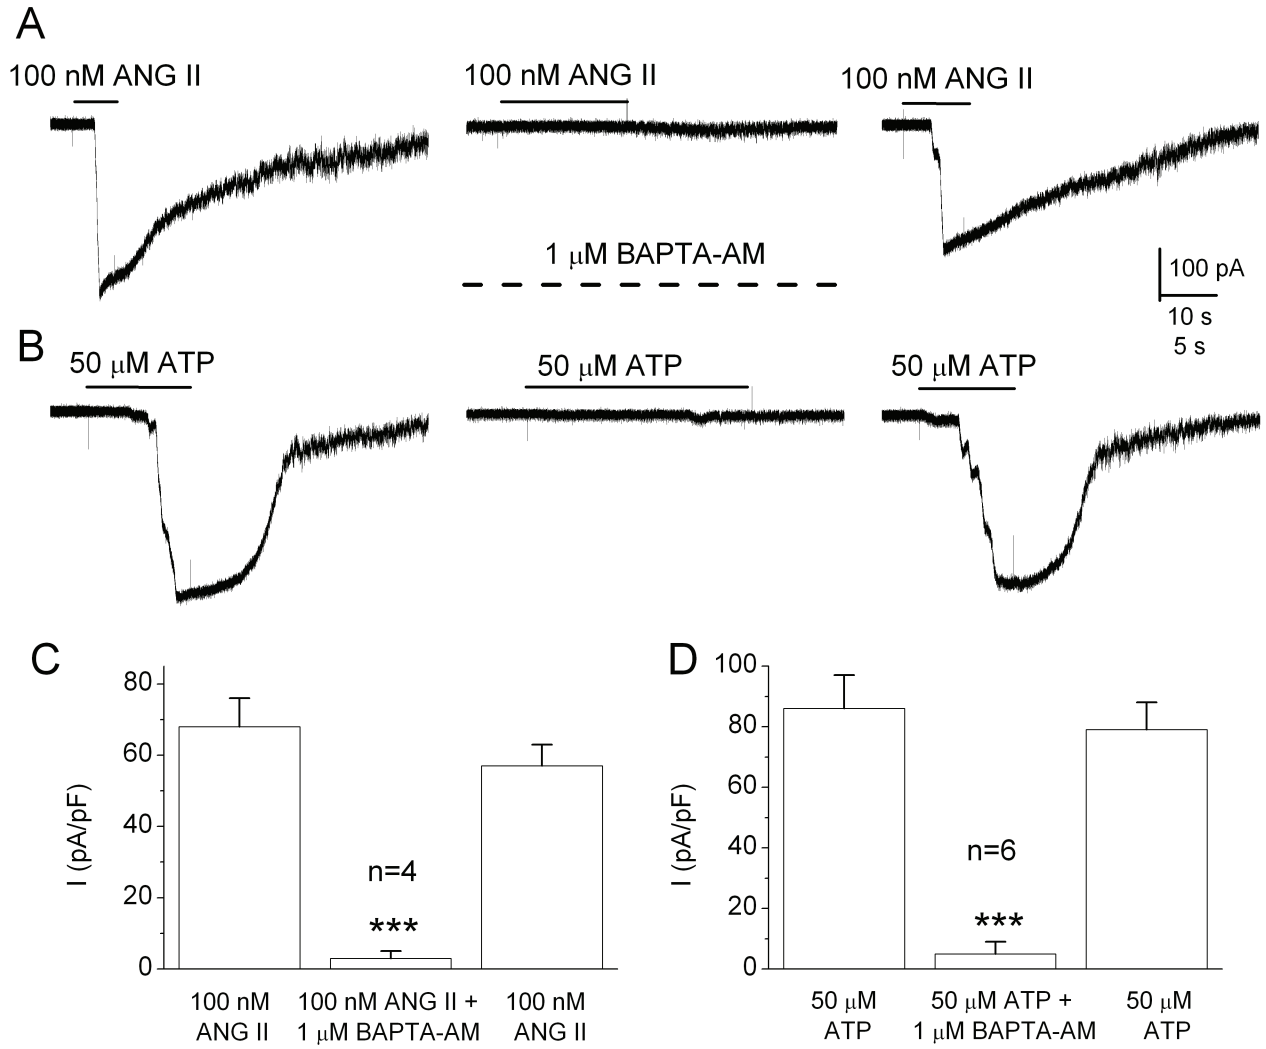 A
100 nM ANG II
100 nM ANG II
100 nM ANG II
1 μM BAPTA-AM
100 pA
10 s
5 s
B
50 μM ATP
50 μM ATP
50 μM ATP
C
I (pA/pF)
80
60
40
20
0
n=4
***
100 nM
ANG II
100 nM ANG II +
1 μM BAPTA-AM
100 nM
ANG II
D
I (pA/pF)
100
80
60
40
20
0
n=6
***
50 μM
ATP
50 μM ATP +
1 μM BAPTA-AM
50 μM
ATP